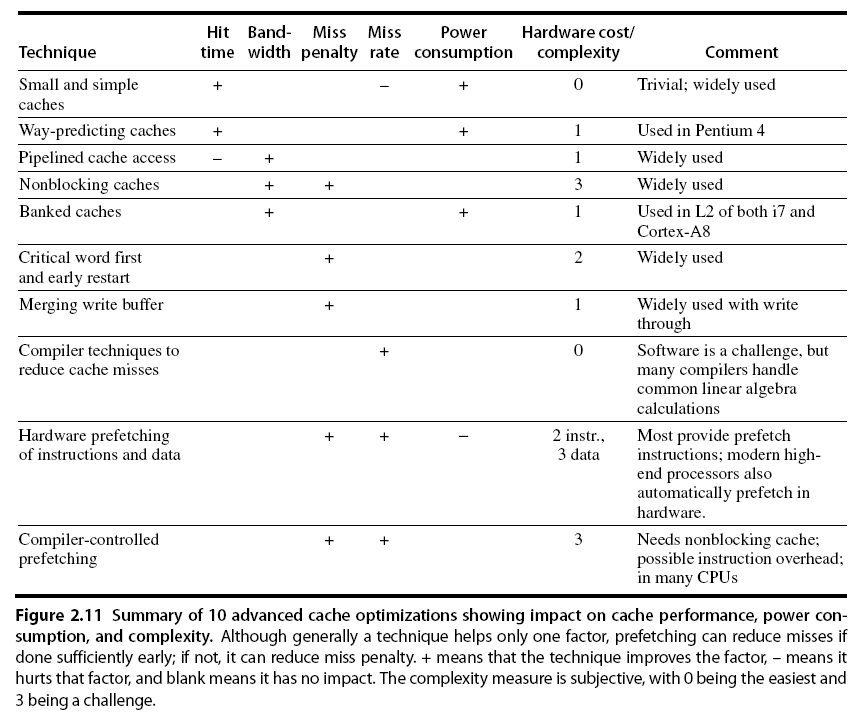 Technique Hit time Band-width Miss penalty Miss rate Power consumption Hardware cost/complexity Comment
Small and simple caches + – + 0 Trivial; widely used
Way-predicting caches + + 1 Used in Pentium 4
Pipelined cache access – + 1 Widely used
Nonblocking caches + + 3 Widely used
Banked caches + + 1 Used in L2 of both i7 and Cortex-A8
Critical word first and early restart + 2 Widely used
Merging write buffer + 1 Widely used with write through
Compiler techniques to reduce cache misses + 0 Software is a challenge, but many compilers handle common linear algebra calculations
Hardware prefetching of instructions and data + + – 2 instr., 3 data Most provide prefetch instructions; modern high-end processors also automatically prefetch in hardware.
Compiler-controlled prefetching + + 3 Needs nonblocking cache; possible instruction overhead; in many CPUs
Figure 2.11 Summary of 10 advanced cache optimizations showing impact on cache performance, power con-
sumption, and complexity. Although generally a technique helps only one factor, prefetching can reduce misses if
done sufficiently early; if not, it can reduce miss penalty. + means that the technique improves the factor, – means it
hurts that factor, and blank means it has no impact. The complexity measure is subjective, with 0 being the easiest and
3 being a challenge.